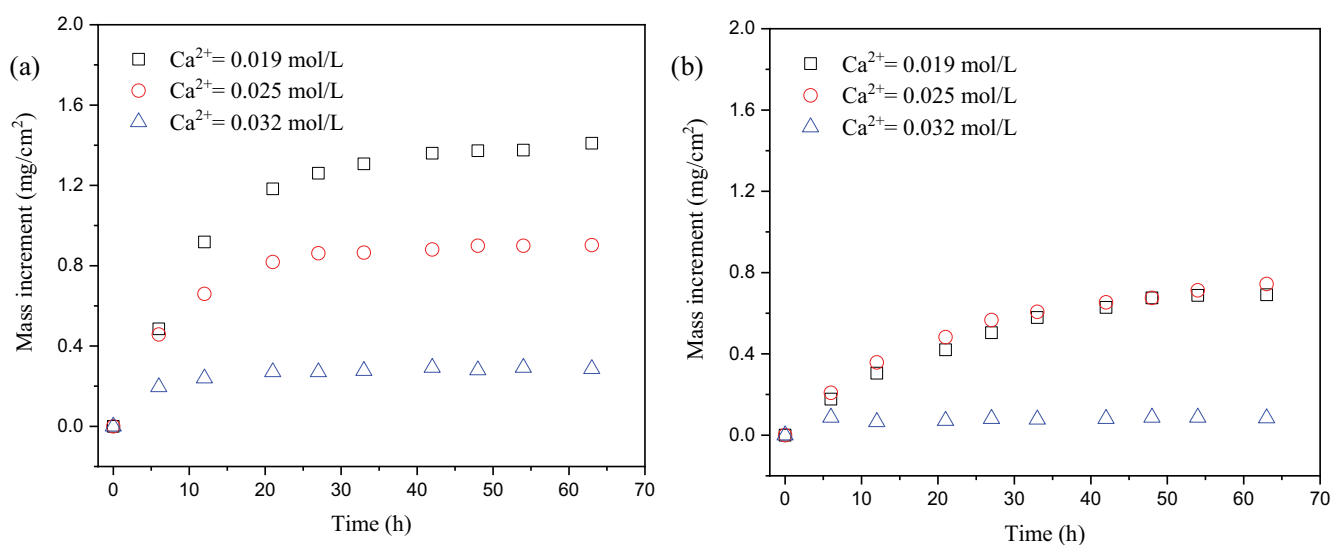 (a)
Ca²⁺= 0.019 mol/L
Ca²⁺= 0.025 mol/L
Ca²⁺= 0.032 mol/L
Mass increment (mg/cm²)
2.0
1.6
1.2
0.8
0.4
0.0
0 10 20 30 40 50 60 70
Time (h)
(b)
Ca²⁺= 0.019 mol/L
Ca²⁺= 0.025 mol/L
Ca²⁺= 0.032 mol/L
Mass increment (mg/cm²)
2.0
1.6
1.2
0.8
0.4
0.0
0 10 20 30 40 50 60 70
Time (h)